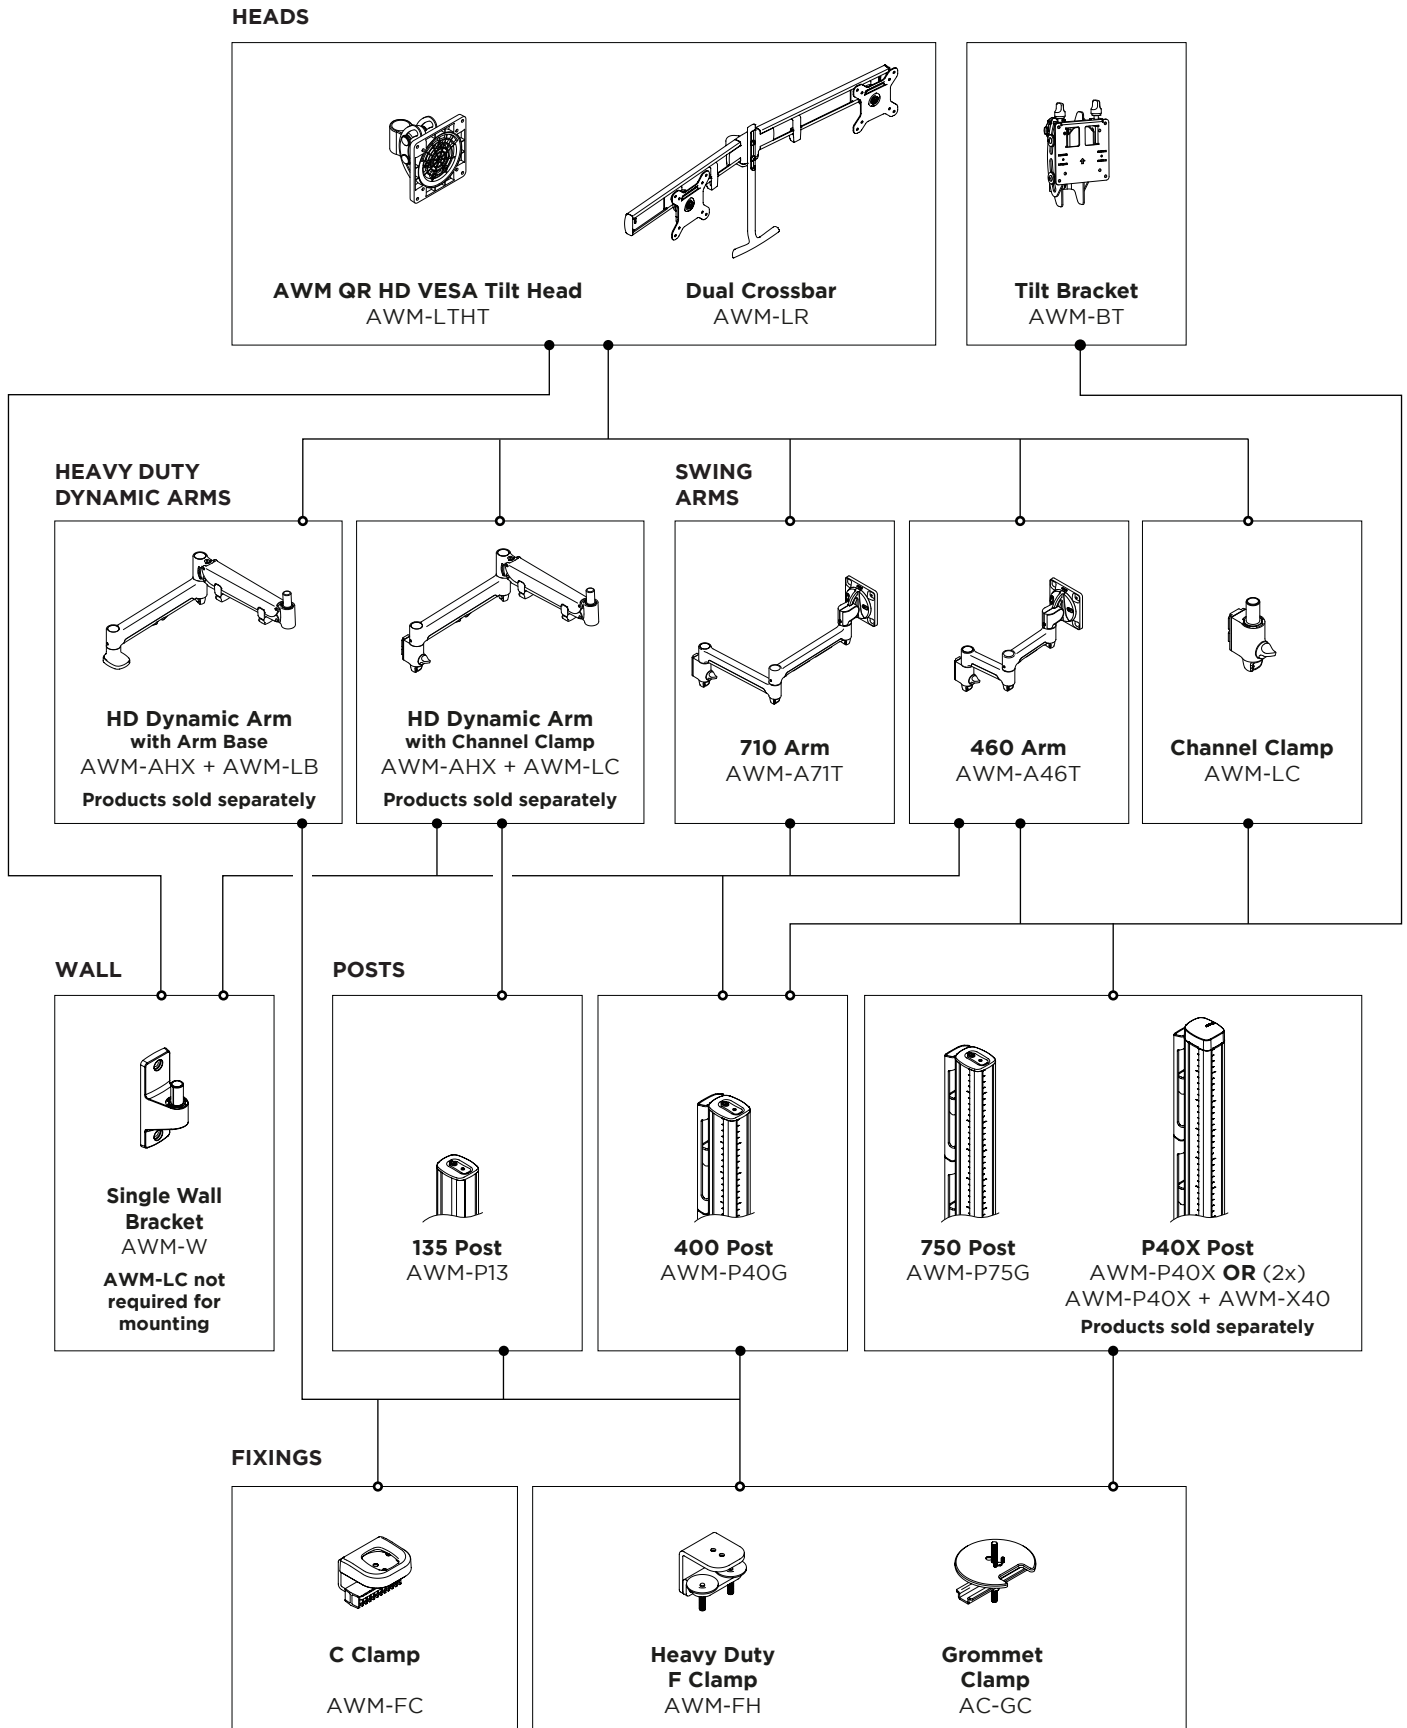 HEADS
AWM QR HD VESA Tilt Head
AWM-LTHT
Dual Crossbar
AWM-LR
Tilt Bracket
AWM-BT
HEAVY DUTY
DYNAMIC ARMS
SWING
ARMS
HD Dynamic Arm
with Arm Base
AWM-AHX + AWM-LB
Products sold separately
HD Dynamic Arm
with Channel Clamp
AWM-AHX + AWM-LC
Products sold separately
710 Arm
AWM-A71T
460 Arm
AWM-A46T
Channel Clamp
AWM-LC
WALL
POSTS
Single Wall
Bracket
AWM-W
AWM-LC not
required for
mounting
135 Post
AWM-P13
400 Post
AWM-P40G
750 Post
AWM-P75G
P40X Post
AWM-P40X OR (2x)
AWM-P40X + AWM-X40
Products sold separately
FIXINGS
C Clamp
AWM-FC
Heavy Duty
F Clamp
AWM-FH
Grommet
Clamp
AC-GC